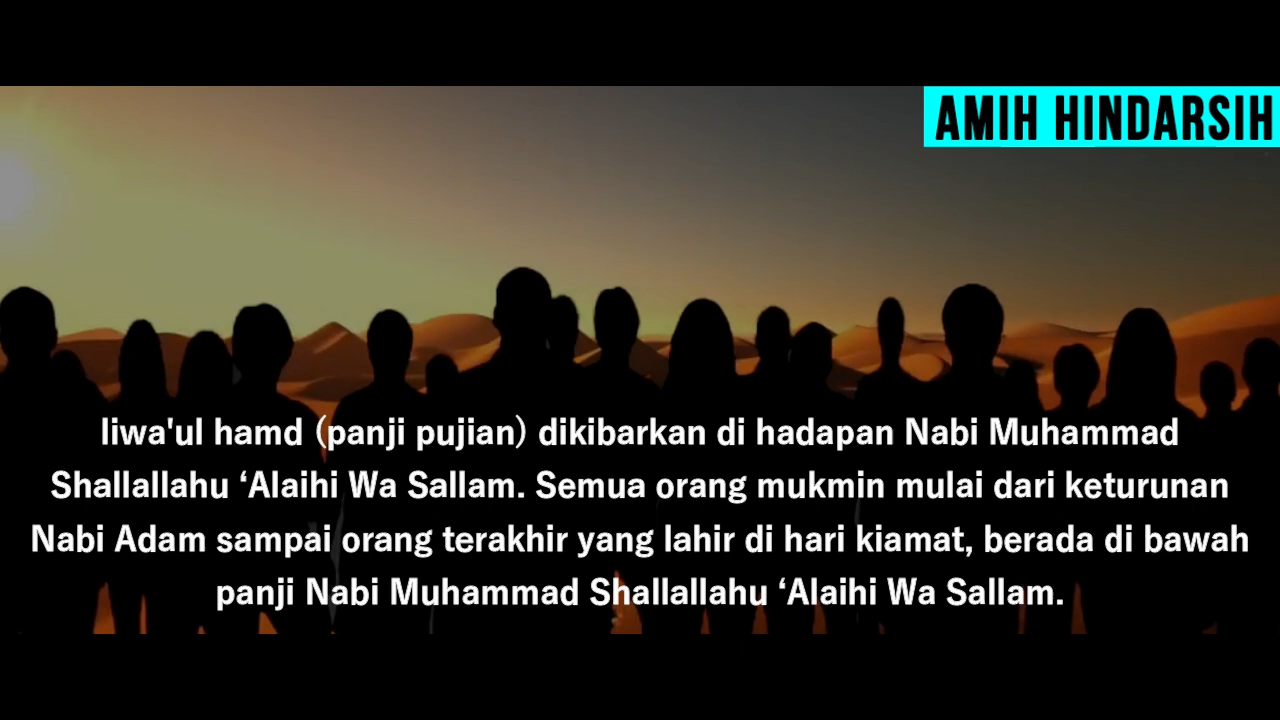 AMIH HINDARSIH
liwa'ul hamd (panji pujian) dikibarkan di hadapan Nabi Muhammad
Shallallahu ‘Alaihi Wa Sallam. Semua orang mukmin mulai dari keturunan
Nabi Adam sampai orang terakhir yang lahir di hari kiamat, berada di bawah
panji Nabi Muhammad Shallallahu ‘Alaihi Wa Sallam.